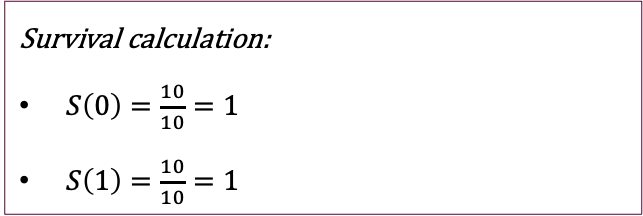 Survival calculation:
• S(0) = 10/10 = 1
• S(1) = 10/10 = 1